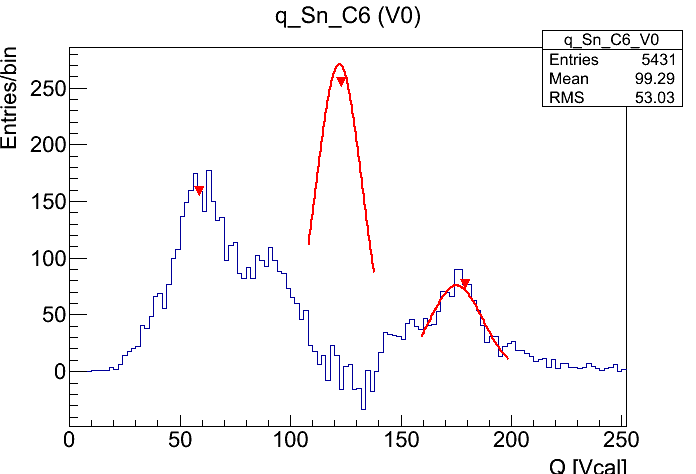 q_Sn_C6 (V0)
q_Sn_C6_V0
Entries 5431
Mean 99.29
RMS 53.03
Entries/bin
250
200
150
100
50
0
0 50 100 150 200 250
Q [Vcal]